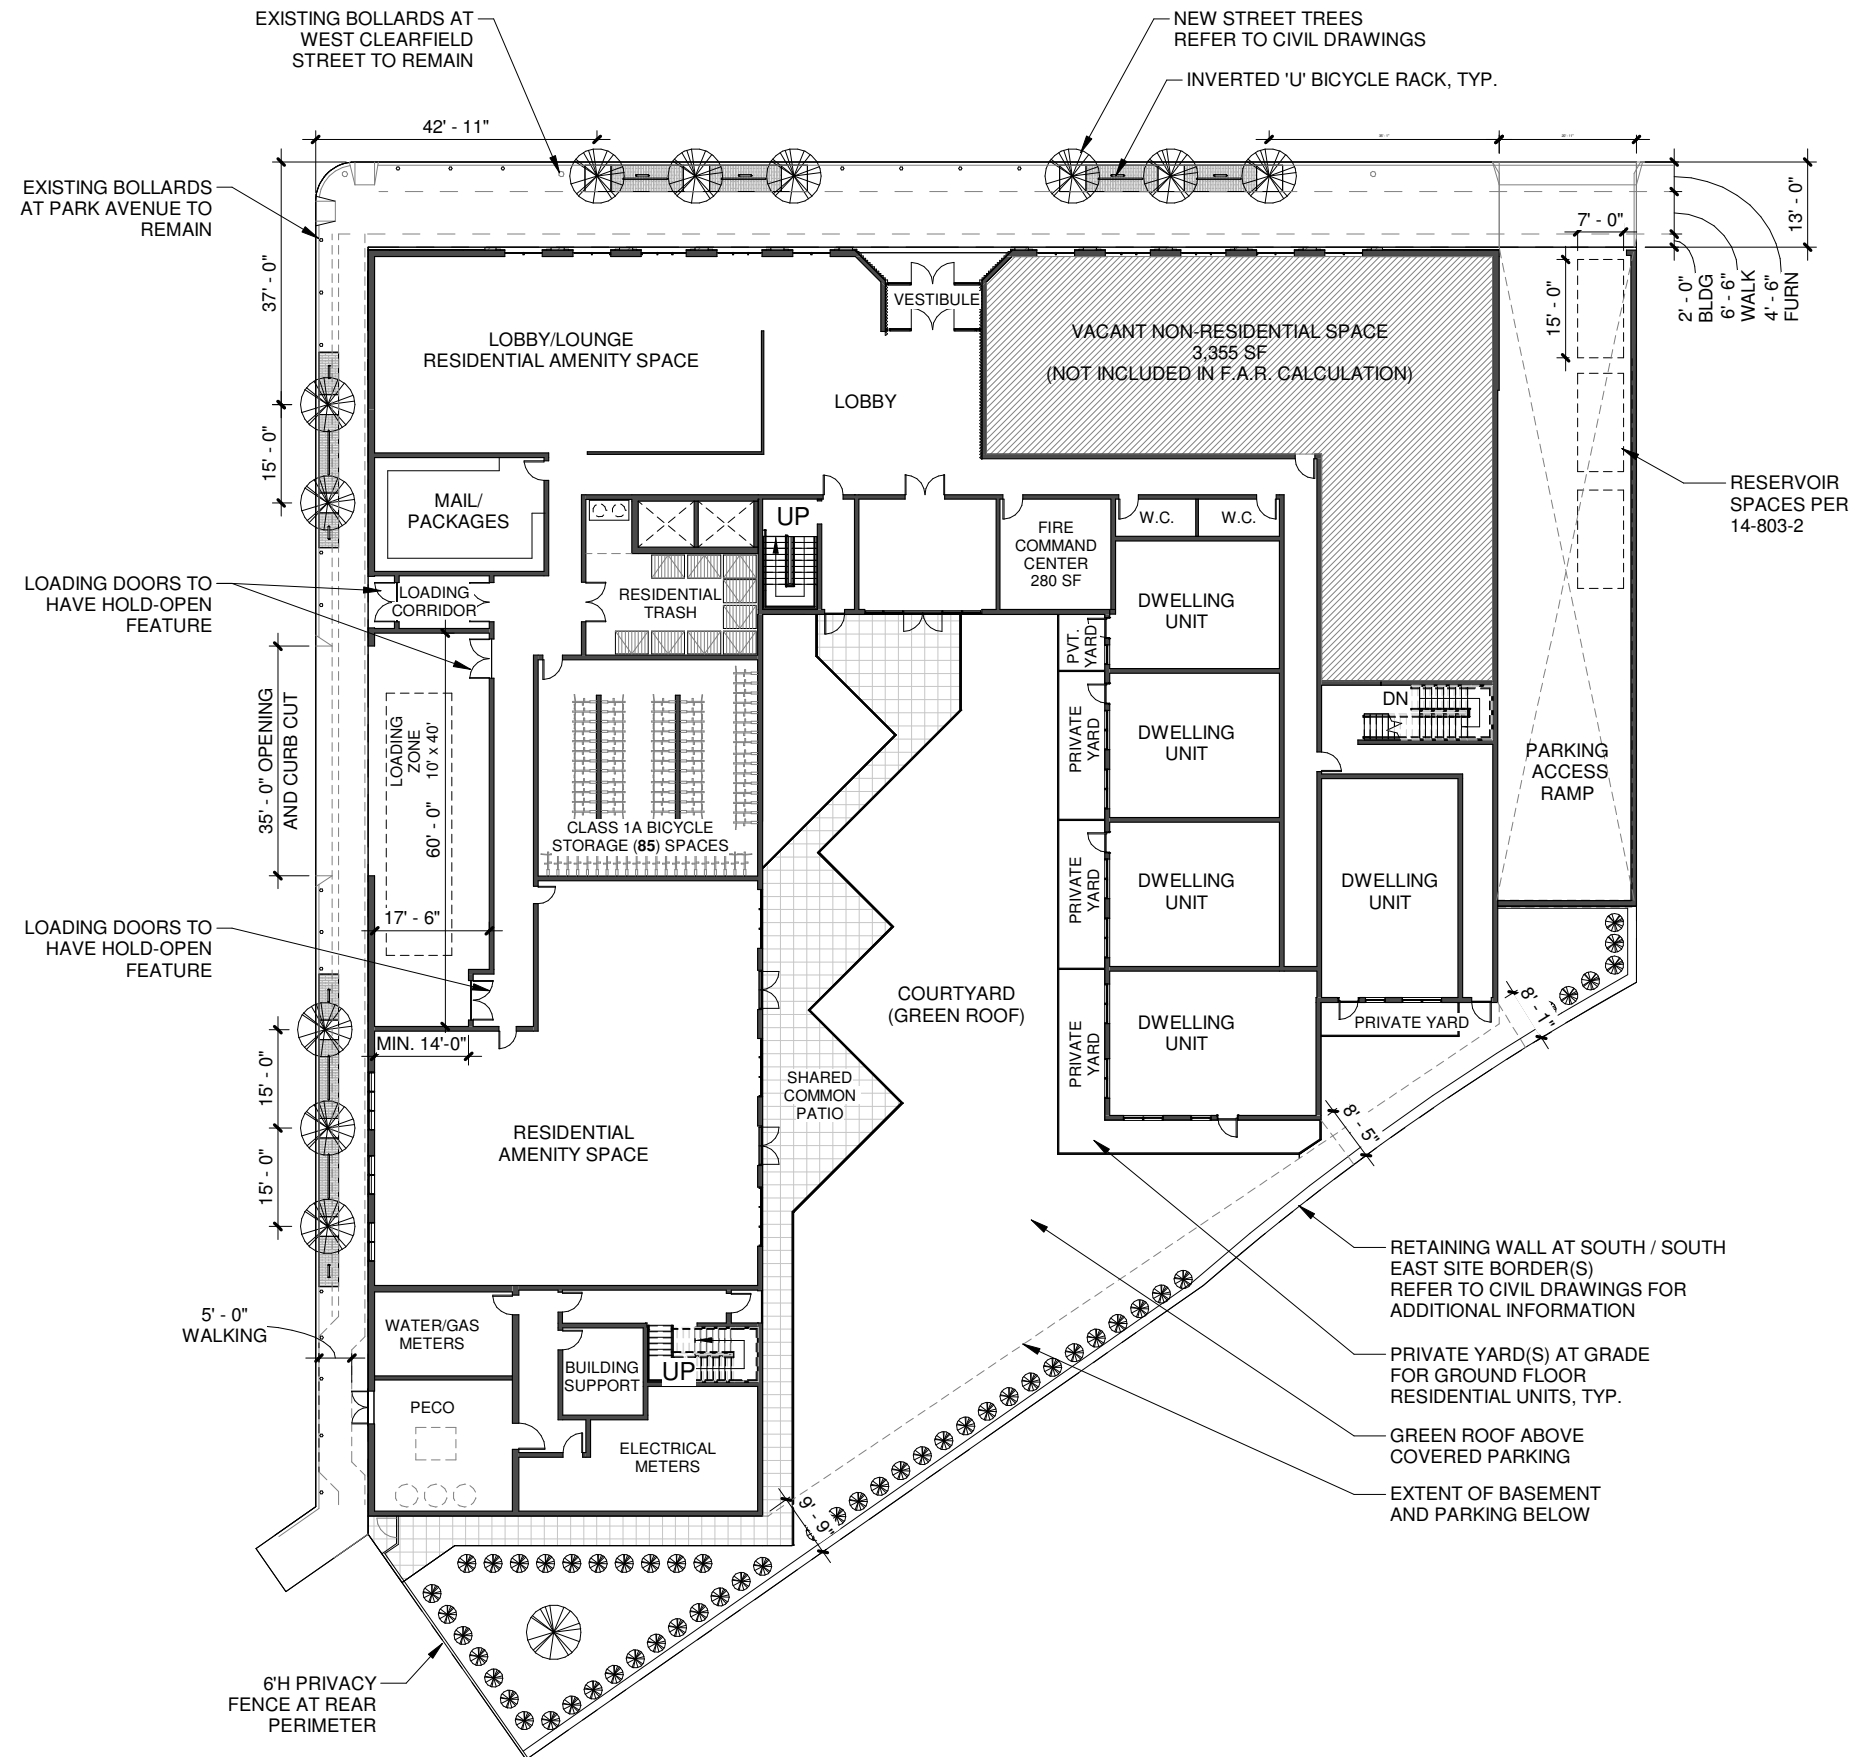 EXISTING BOLLARDS AT
WEST CLEARFIELD
STREET TO REMAIN
NEW STREET TREES
REFER TO CIVIL DRAWINGS
INVERTED 'U' BICYCLE RACK, TYP.
42' - 11"
EXISTING BOLLARDS
AT PARK AVENUE TO
REMAIN
7' - 0"
13' - 0"
37' - 0"
15' - 0"
2' - 0"
BLDG
6' - 6"
WALK
4' - 6"
FURN
VESTIBULE
LOBBY/LOUNGE
RESIDENTIAL AMENITY SPACE
VACANT NON-RESIDENTIAL SPACE
3,355 SF
(NOT INCLUDED IN F.A.R. CALCULATION)
LOBBY
15' - 0"
MAIL/
PACKAGES
UP
FIRE
COMMAND
CENTER
280 SF
W.C.
W.C.
RESERVOIR
SPACES PER
14-803-2
LOADING DOORS TO
HAVE HOLD-OPEN
FEATURE
LOADING
CORRIDOR
RESIDENTIAL
TRASH
DWELLING
UNIT
PVT.
YARD
35' - 0" OPENING
AND CURB CUT
LOADING
ZONE
10' x 40'
60' - 0"
PRIVATE
YARD
DWELLING
UNIT
DN
PARKING
ACCESS
RAMP
CLASS 1A BICYCLE
STORAGE (85) SPACES
PRIVATE
YARD
DWELLING
UNIT
DWELLING
UNIT
LOADING DOORS TO
HAVE HOLD-OPEN
FEATURE
17' - 6"
COURTYARD
(GREEN ROOF)
DWELLING
UNIT
PRIVATE
YARD
PRIVATE YARD
8' - 1"
MIN. 14'-0"
15' - 0"
SHARED
COMMON
PATIO
8' - 5"
RESIDENTIAL
AMENITY SPACE
15' - 0"
RETAINING WALL AT SOUTH / SOUTH
EAST SITE BORDER(S)
REFER TO CIVIL DRAWINGS FOR
ADDITIONAL INFORMATION
5' - 0"
WALKING
WATER/GAS
METERS
BUILDING
SUPPORT
UP
PRIVATE YARD(S) AT GRADE
FOR GROUND FLOOR
RESIDENTIAL UNITS, TYP.
PECO
ELECTRICAL
METERS
GREEN ROOF ABOVE
COVERED PARKING
EXTENT OF BASEMENT
AND PARKING BELOW
9' - 9"
6'H PRIVACY
FENCE AT REAR
PERIMETER